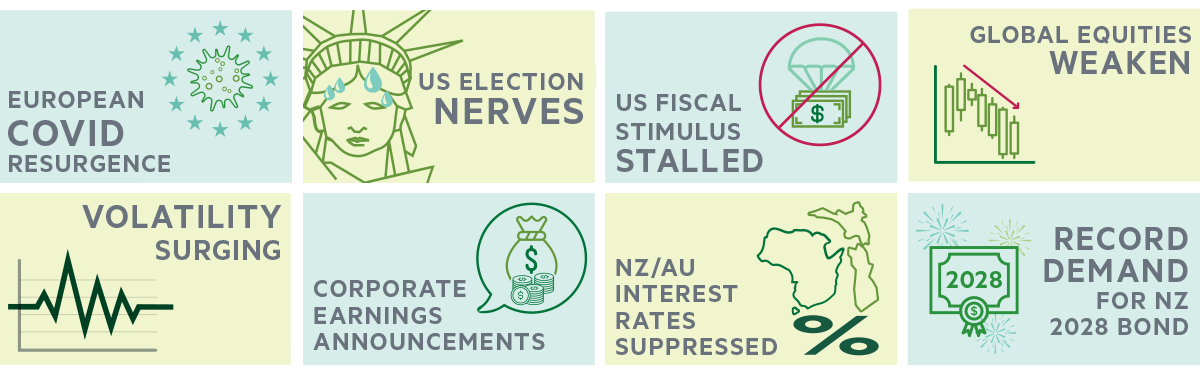 EUROPEAN
COVID
RESURGENCE
US ELECTION
NERVES
US FISCAL
STIMULUS
STALLED
$
GLOBAL EQUITIES
WEAKEN
VOLATILITY
SURGING
CORPORATE
EARNINGS
ANNOUNCEMENTS
$
$
$
NZ/AU
INTEREST
RATES
SUPPRESSED
%
RECORD
DEMAND
FOR NZ
2028 BOND
2028
$